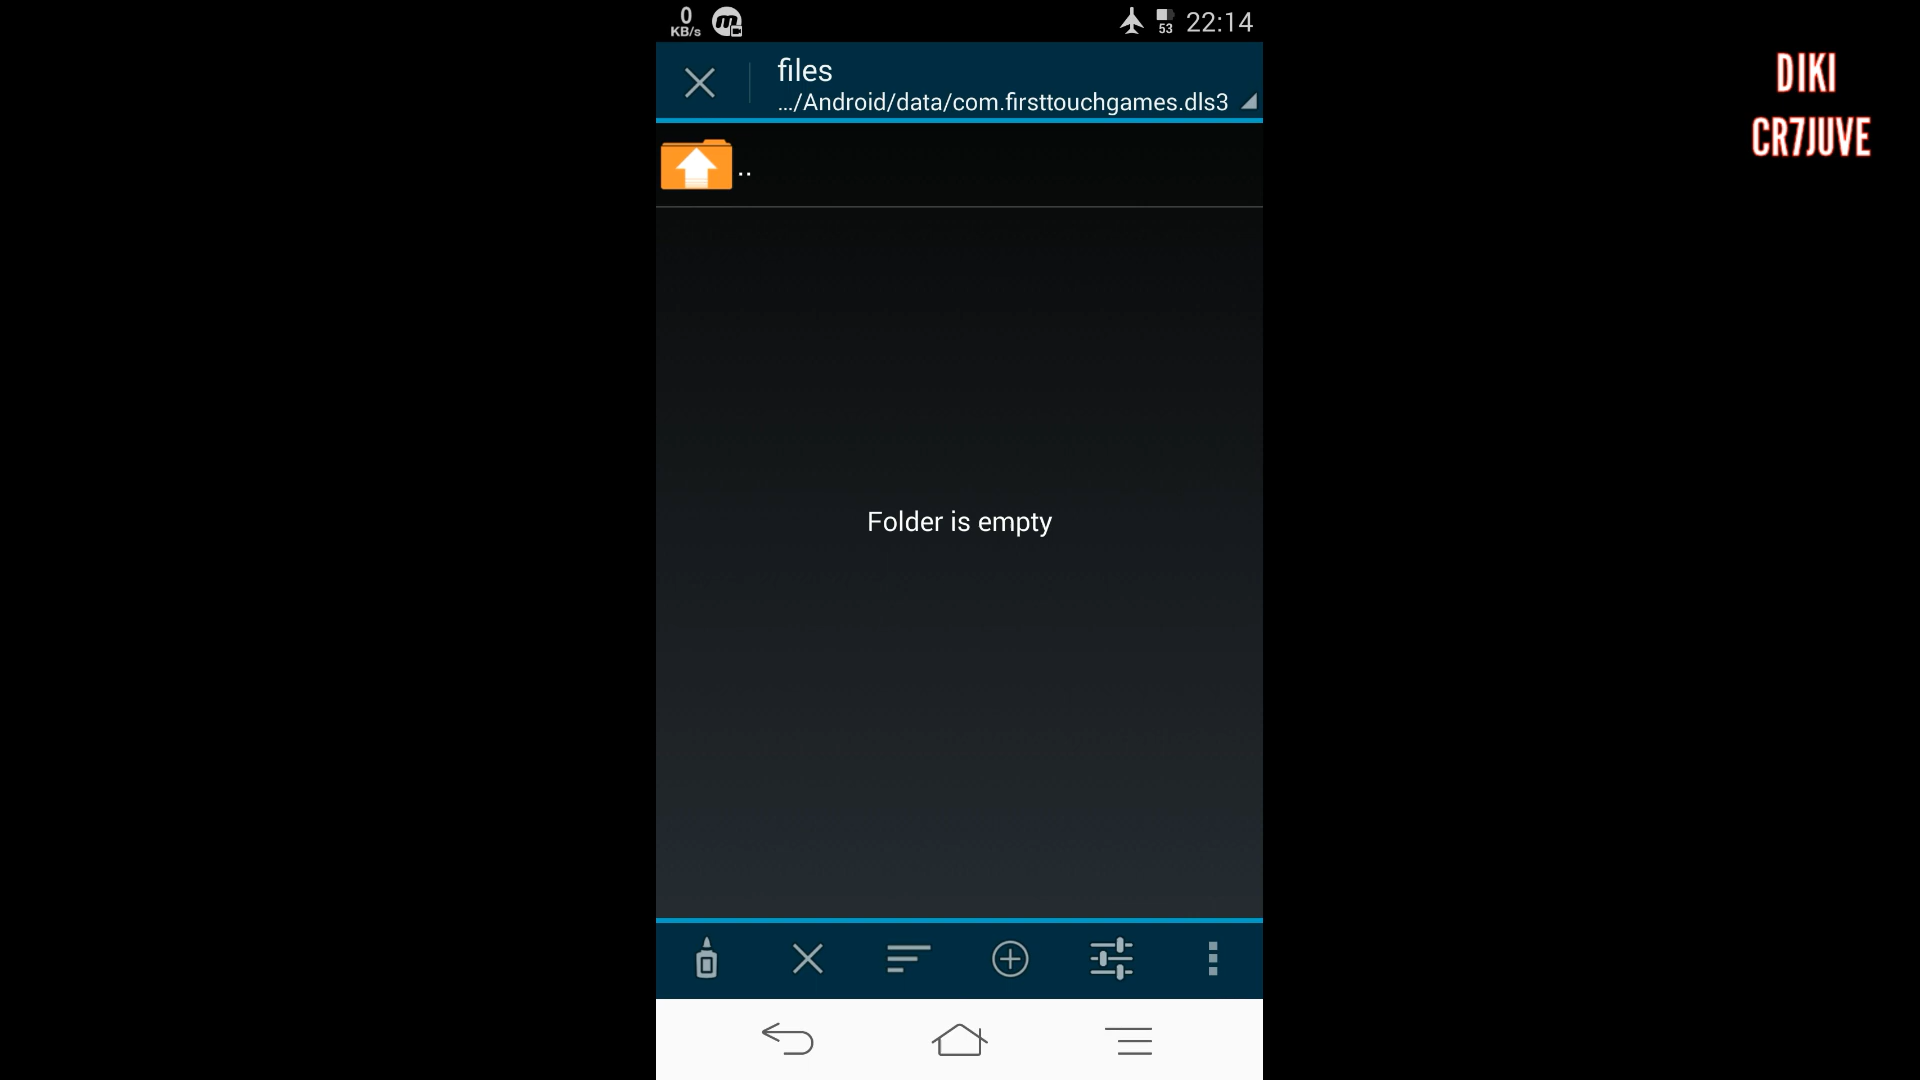 0
KB/s
53
22:14
files
.../Android/data/com.firsttouchgames.dls3
..
Folder is empty
DIKI
CR7JUVE